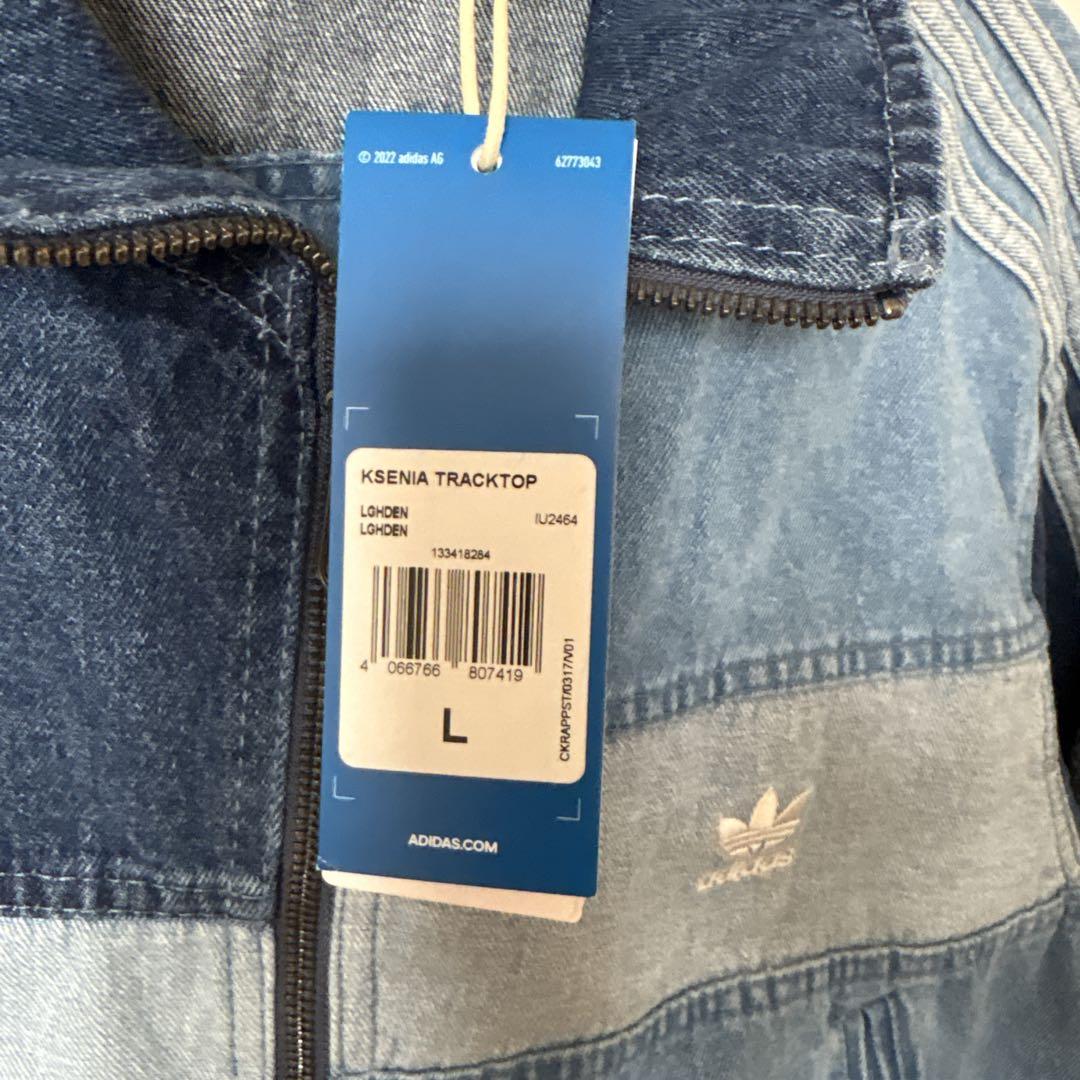 © 2022 adidas AG
62773043
KSENIA TRACKTOP
LGHDEN
LGHDEN
IU2464
133418284
4 066766 807419
L
CKRAPPST/0317/V01
ADIDAS.COM
adidas